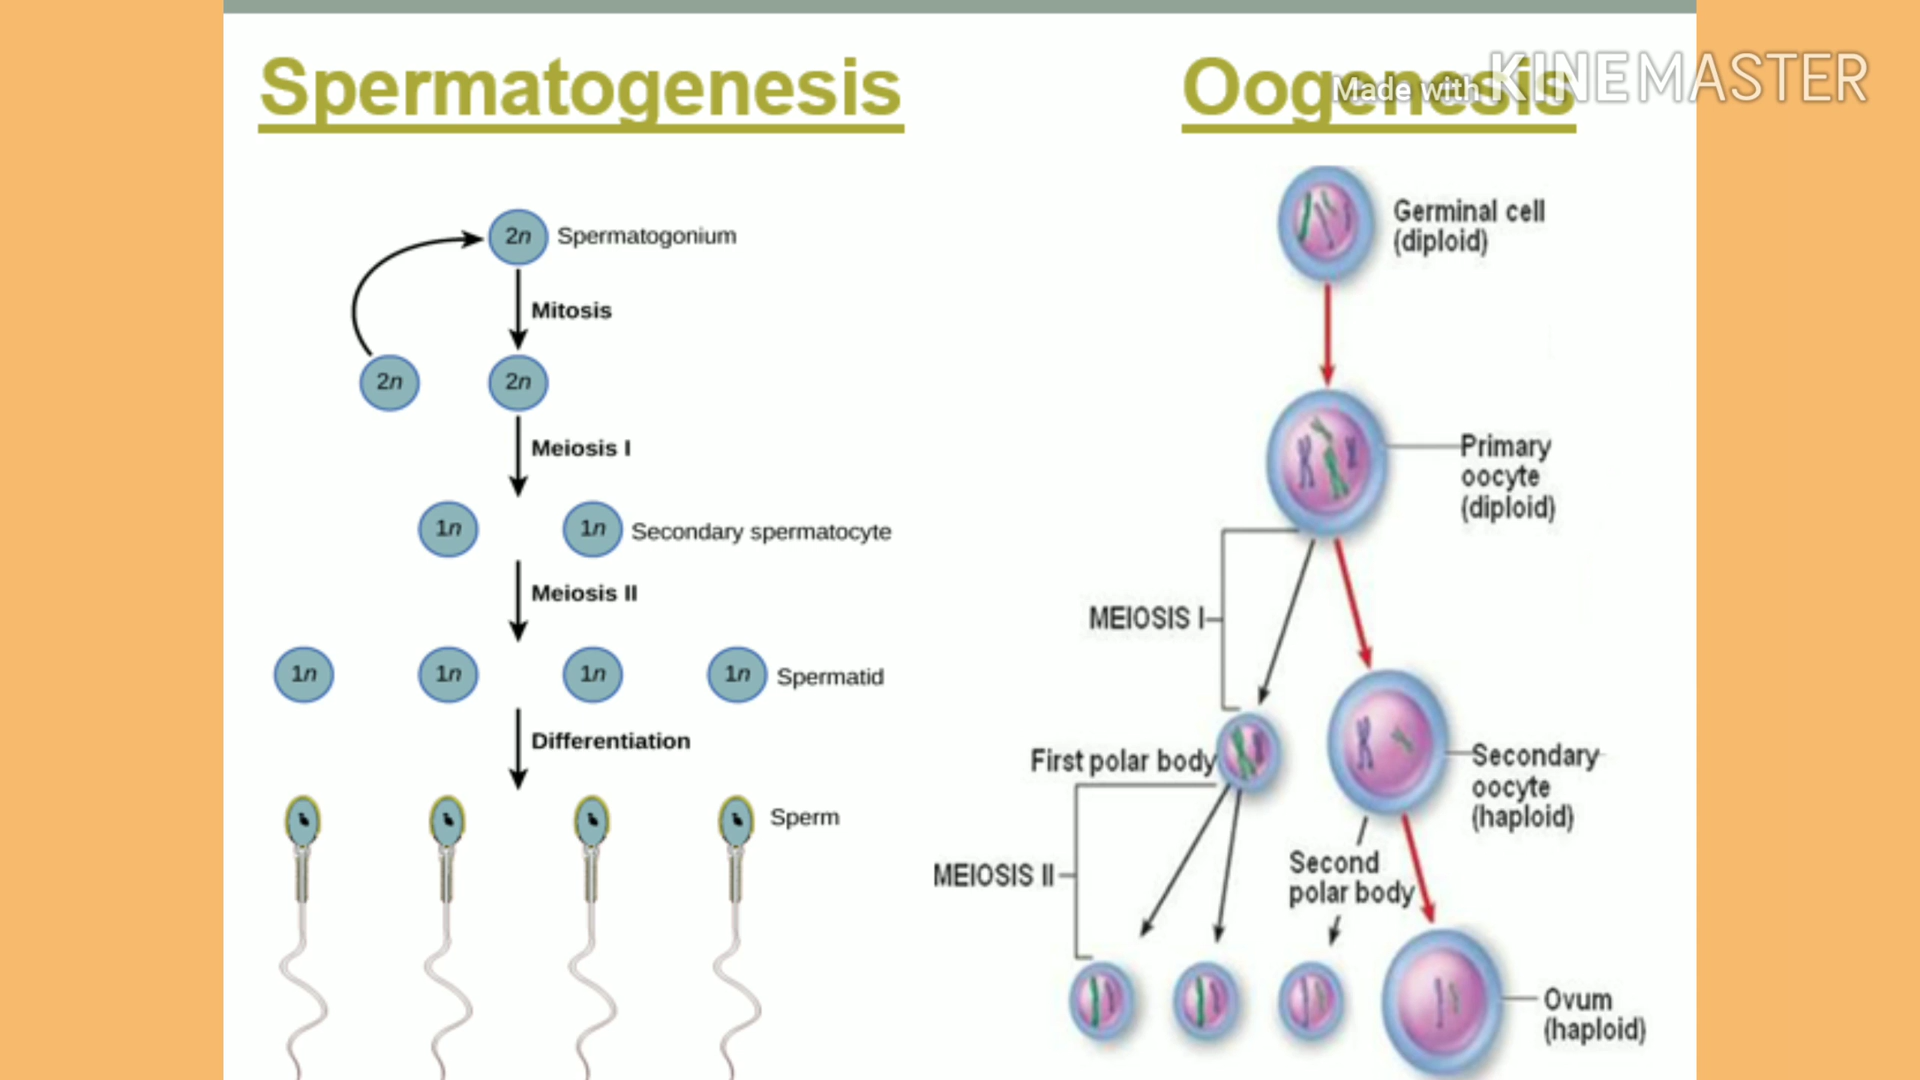 Spermatogenesis
Oogenesis
Made with KINEMASTER
2n Spermatogonium
Mitosis
2n 2n
Meiosis I
1n 1n Secondary spermatocyte
Meiosis II
1n 1n 1n 1n Spermatid
Differentiation
Sperm
Germinal cell
(diploid)
Primary
oocyte
(diploid)
MEIOSIS I
First polar body
Secondary
oocyte
(haploid)
MEIOSIS II
Second
polar body
Ovum
(haploid)